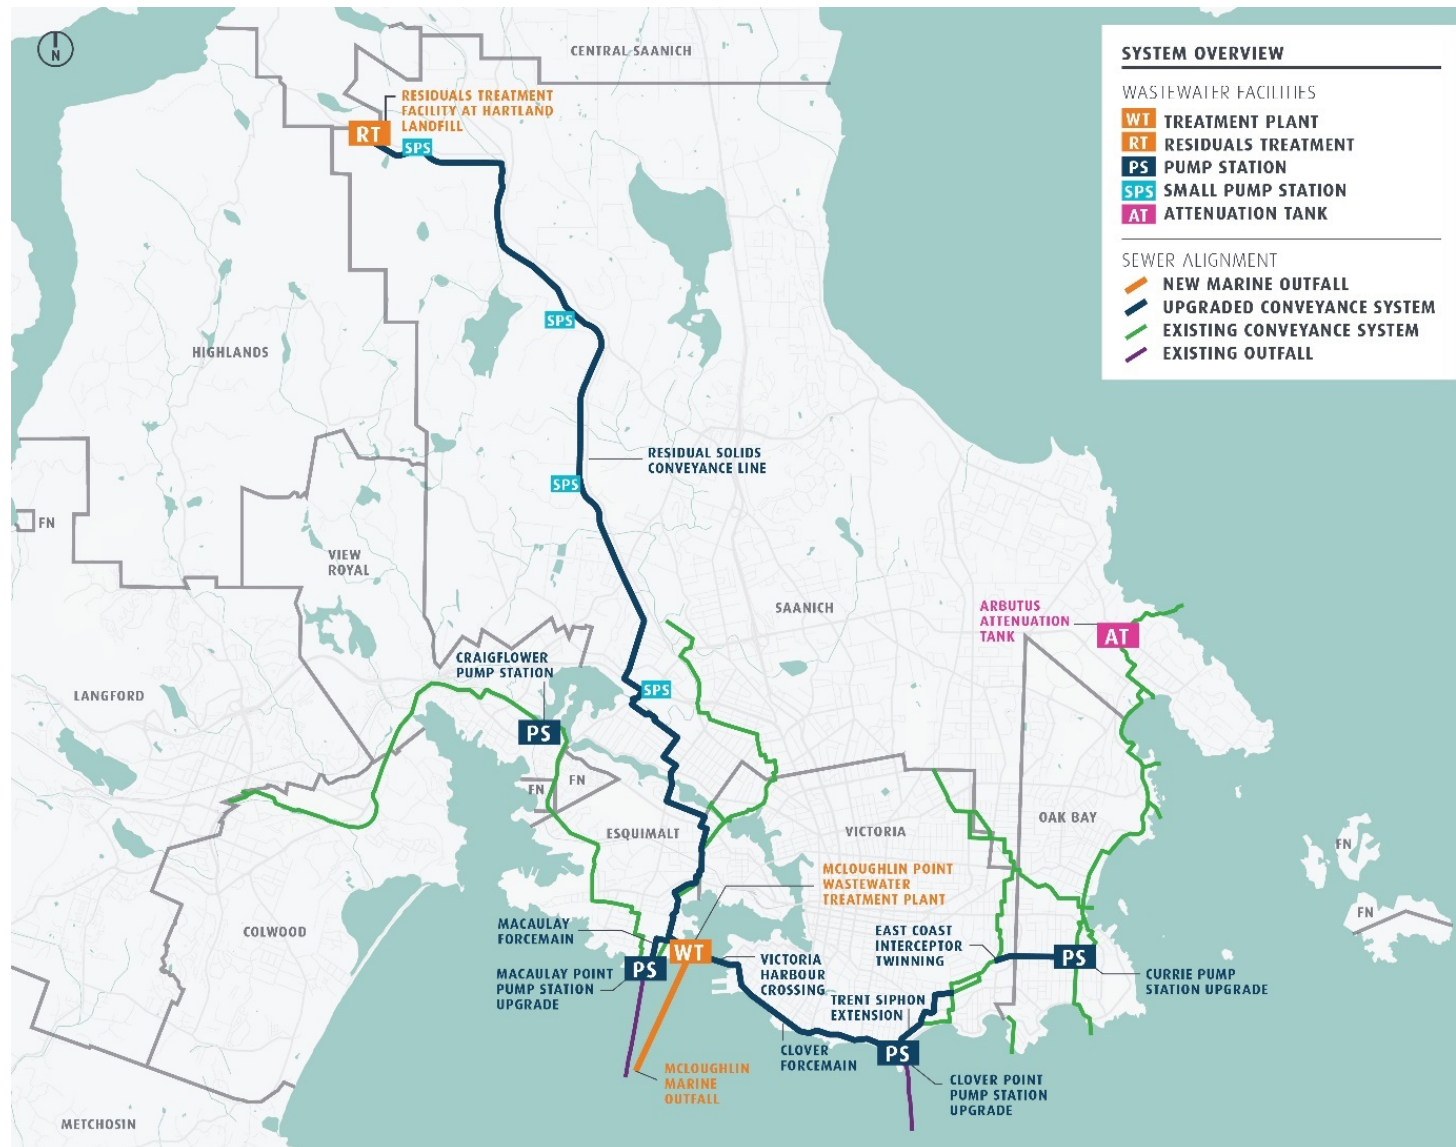 N
CENTRAL SAANICH
RESIDUALS TREATMENT
FACILITY AT HARTLAND
LANDFILL
RT
SPS
SYSTEM OVERVIEW
WASTEWATER FACILITIES
WT TREATMENT PLANT
RT RESIDUALS TREATMENT
PS PUMP STATION
SPS SMALL PUMP STATION
AT ATTENUATION TANK
SEWER ALIGNMENT
NEW MARINE OUTFALL
UPGRADED CONVEYANCE SYSTEM
EXISTING CONVEYANCE SYSTEM
EXISTING OUTFALL
SPS
HIGHLANDS
RESIDUAL SOLIDS
CONVEYANCE LINE
SPS
FN
VIEW
ROYAL
SAANICH
ARBUTUS
ATTENUATION
TANK
AT
CRAIGFLOWER
PUMP STATION
LANGFORD
SPS
PS
FN
FN
ESQUIMALT
VICTORIA
OAK BAY
FN
MCLOUGHLIN POINT
WASTEWATER
TREATMENT PLANT
FN
COLWOOD
MACAULAY
FORCEMAIN
WT
EAST COAST
INTERCEPTOR
TWINNING
PS
MACAULAY POINT
PUMP STATION
UPGRADE
PS
VICTORIA
HARBOUR
CROSSING
TRENT SIPHON
EXTENSION
CURRIE PUMP
STATION UPGRADE
CLOVER
FORCEMAIN
PS
MCLOUGHLIN
MARINE
OUTFALL
CLOVER POINT
PUMP STATION
UPGRADE
METCHOSIN